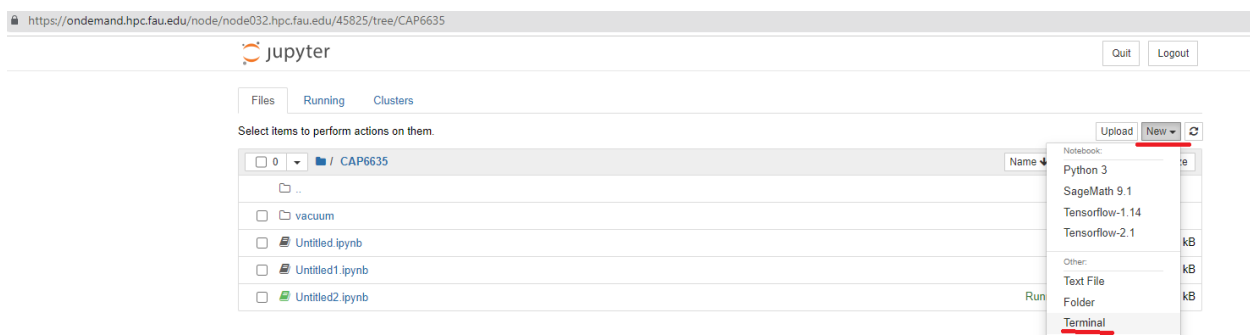 https://ondemand.hpc.fau.edu/node/node032.hpc.fau.edu/45825/tree/CAP6635
jupyter
Quit Logout
Files Running Clusters
Select items to perform actions on them.
Upload New
0 / CAP6635 Name
Notebook:
Python 3
..
SageMath 9.1
vacuum
Tensorflow-1.14
Tensorflow-2.1
Untitled.ipynb kB
Other:
Untitled1.ipynb kB
Text File
Untitled2.ipynb Run kB
Folder
Terminal